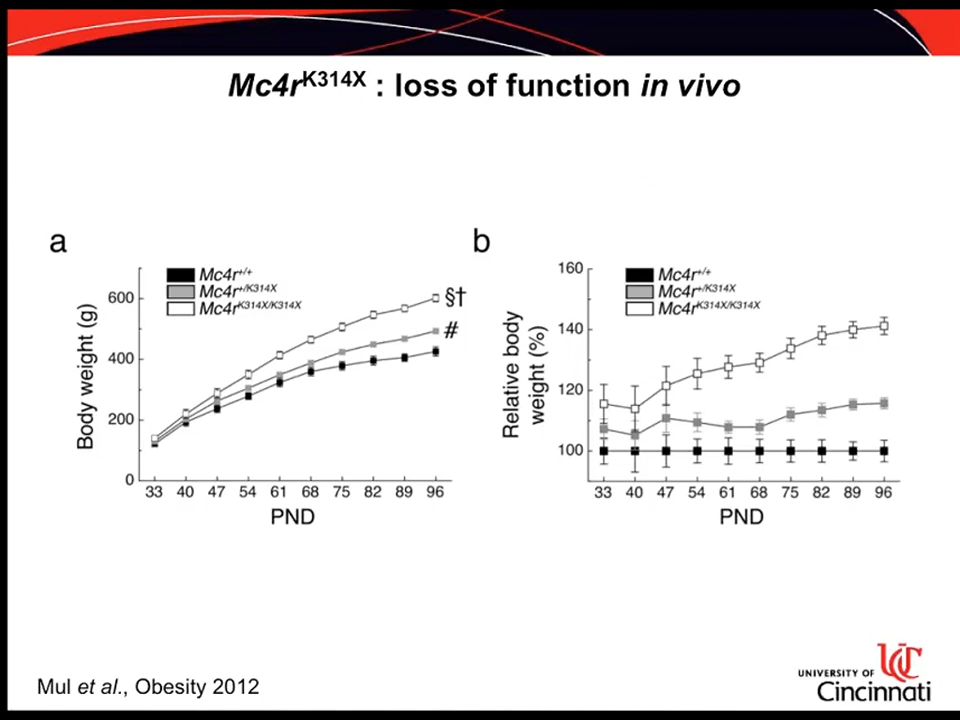 Mc4rK314X : loss of function in vivo
a
Mc4r+/+
Mc4r+/K314X
Mc4rK314X/K314X
Body weight (g)
600
400
200
0
§†
#
33 40 47 54 61 68 75 82 89 96
PND
b
Mc4r+/+
Mc4r+/K314X
Mc4rK314X/K314X
Relative body
weight (%)
160
140
120
100
33 40 47 54 61 68 75 82 89 96
PND
Mul et al., Obesity 2012
UC
UNIVERSITY OF
Cincinnati